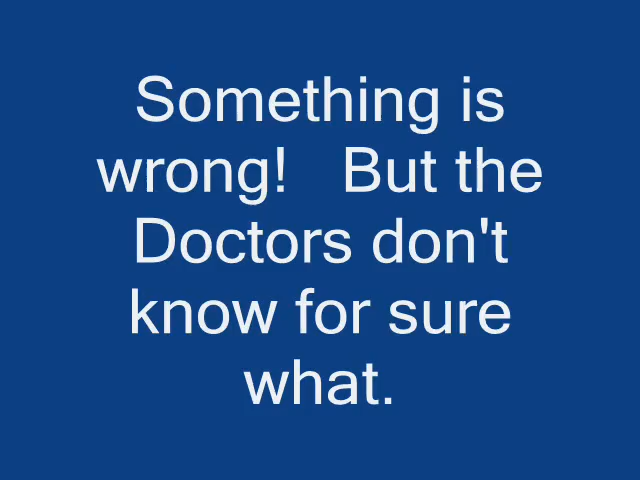 Something is
wrong!   But the
Doctors don't
know for sure
what.